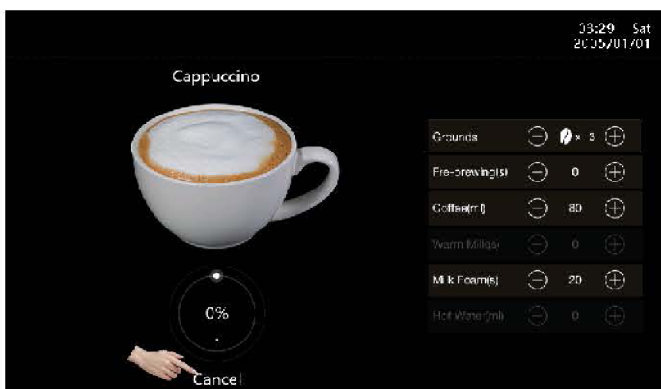 03:29 Sat
2005/01/01
Cappuccino
Grounds × 3
Pre-brewing(s) 0
Coffee(ml) 80
Warm Milk(s) 0
Milk Foam(s) 20
Hot Water(ml) 0
0%
Cancel